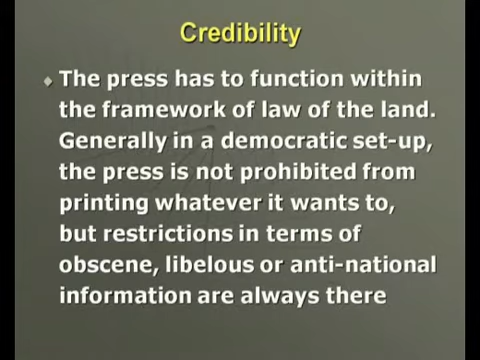 Credibility
The press has to function within
the framework of law of the land.
Generally in a democratic set-up,
the press is not prohibited from
printing whatever it wants to,
but restrictions in terms of
obscene, libelous or anti-national
information are always there